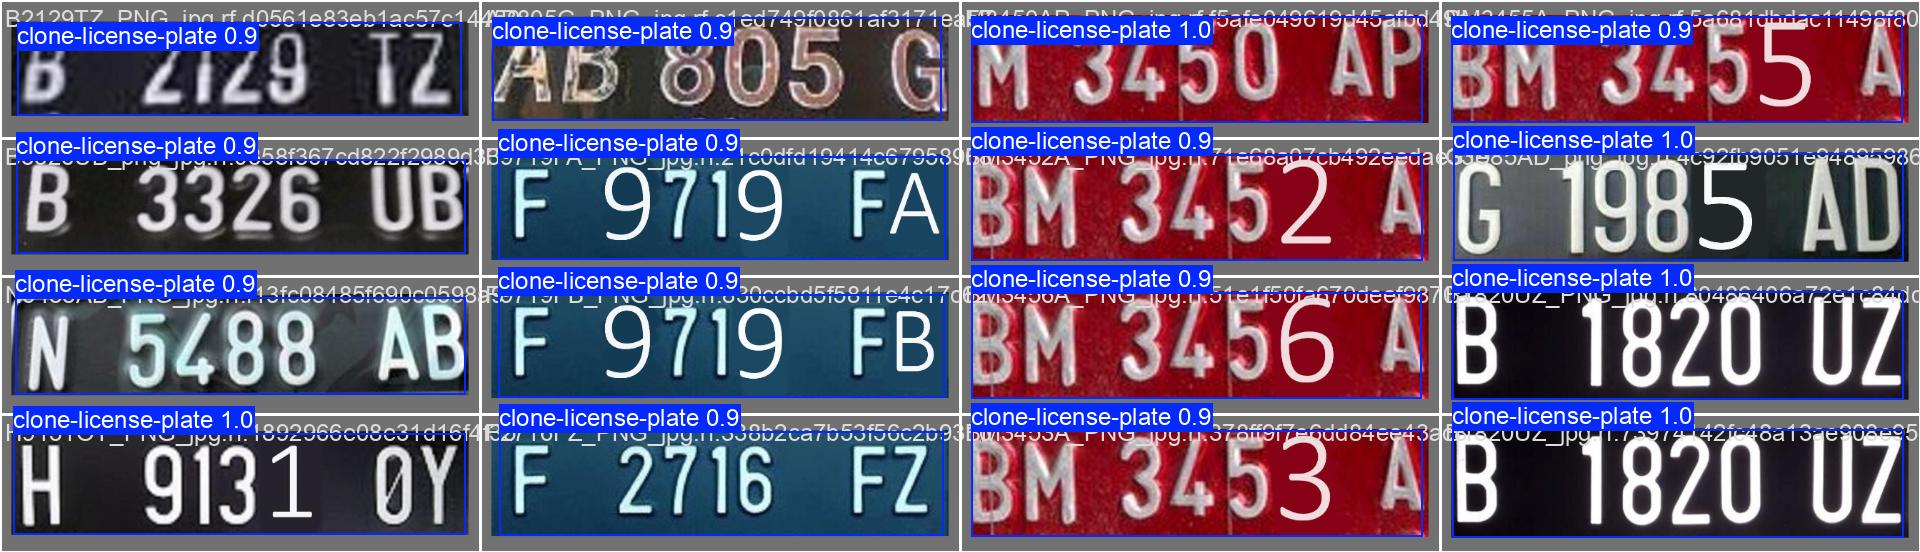 clone-license-plate 0.9
B 2129 TZ
clone-license-plate 0.9
AB 805 G
clone-license-plate 1.0
M 3450 AP
clone-license-plate 0.9
BM 3455 A
clone-license-plate 0.9
B 3326 UB
clone-license-plate 0.9
F 9719 FA
clone-license-plate 0.9
BM 3452 A
clone-license-plate 1.0
G 1985 AD
clone-license-plate 0.9
N 5488 AB
clone-license-plate 0.9
F 9719 FB
clone-license-plate 0.9
BM 3456 A
clone-license-plate 1.0
B 1820 UZ
clone-license-plate 1.0
H 9131 0Y
clone-license-plate 0.9
F 2716 FZ
clone-license-plate 0.9
BM 3453 A
clone-license-plate 1.0
B 1820 UZ